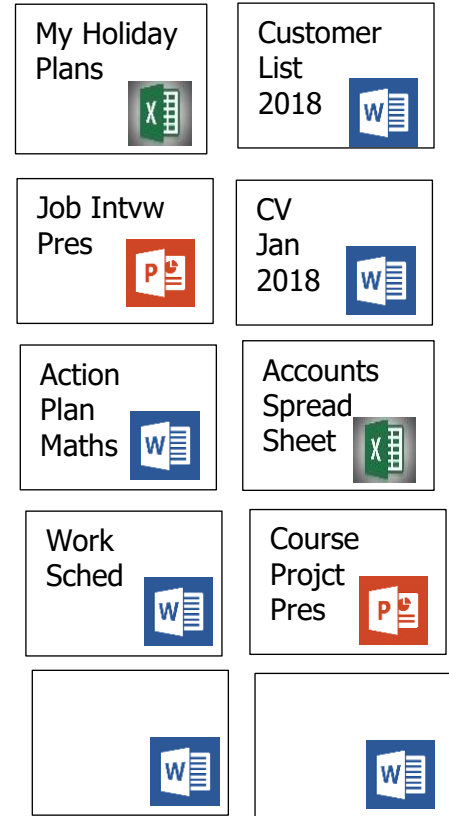 My Holiday
Plans
X
Customer
List
2018
W
Job Intvw
Pres
P
CV
Jan
2018
W
Action
Plan
Maths
W
Accounts
Spread
Sheet
X
Work
Sched
W
Course
Projct
Pres
P
W
W